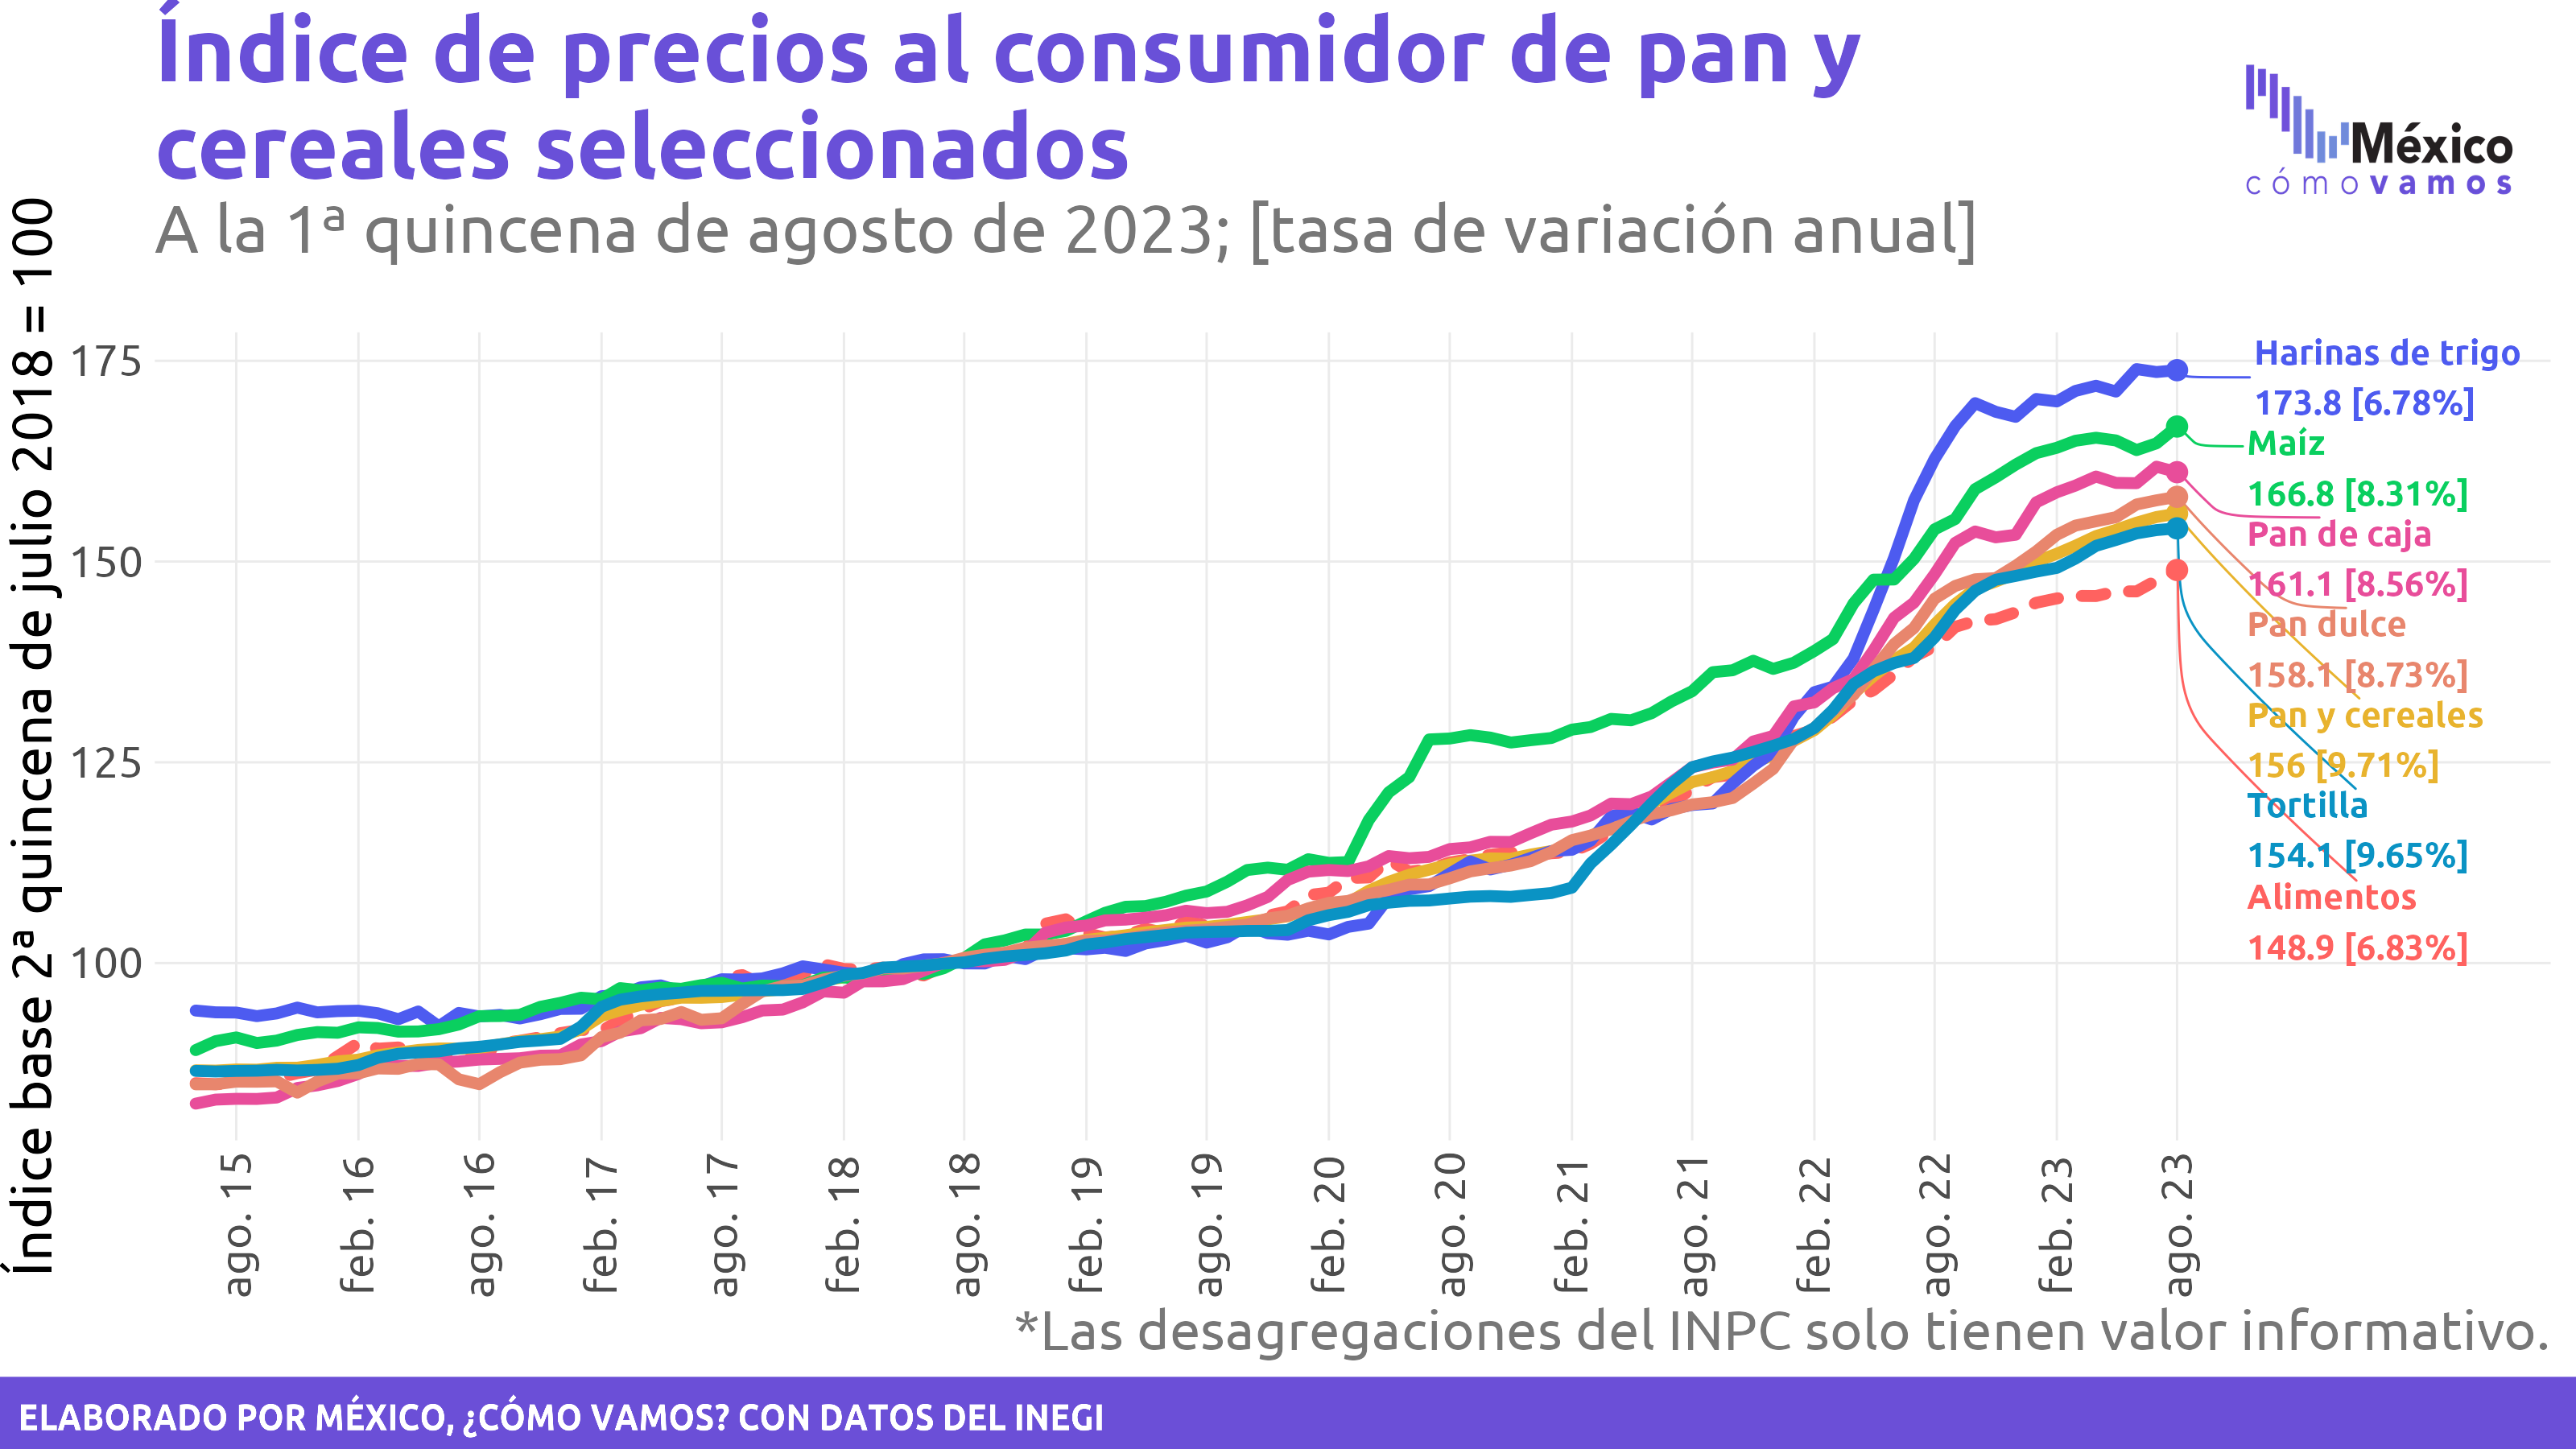 Índice de precios al consumidor de pan y
cereales seleccionados
A la 1ª quincena de agosto de 2023; [tasa de variación anual]
México
cómo vamos
Índice base 2ª quincena de julio 2018 = 100
175
150
125
100
Harinas de trigo
173.8 [6.78%]
Maíz
166.8 [8.31%]
Pan de caja
161.1 [8.56%]
Pan dulce
158.1 [8.73%]
Pan y cereales
156 [9.71%]
Tortilla
154.1 [9.65%]
Alimentos
148.9 [6.83%]
ago. 15
feb. 16
ago. 16
feb. 17
ago. 17
feb. 18
ago. 18
feb. 19
ago. 19
feb. 20
ago. 20
feb. 21
ago. 21
feb. 22
ago. 22
feb. 23
ago. 23
*Las desagregaciones del INPC solo tienen valor informativo.
ELABORADO POR MÉXICO, ¿CÓMO VAMOS? CON DATOS DEL INEGI